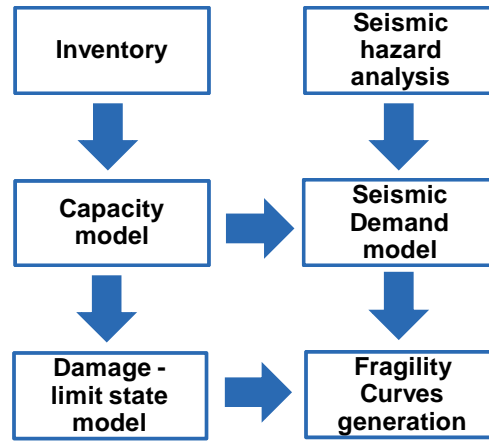 Inventory
Seismic
hazard
analysis
Capacity
model
Seismic
Demand
model
Damage -
limit state
model
Fragility
Curves
generation